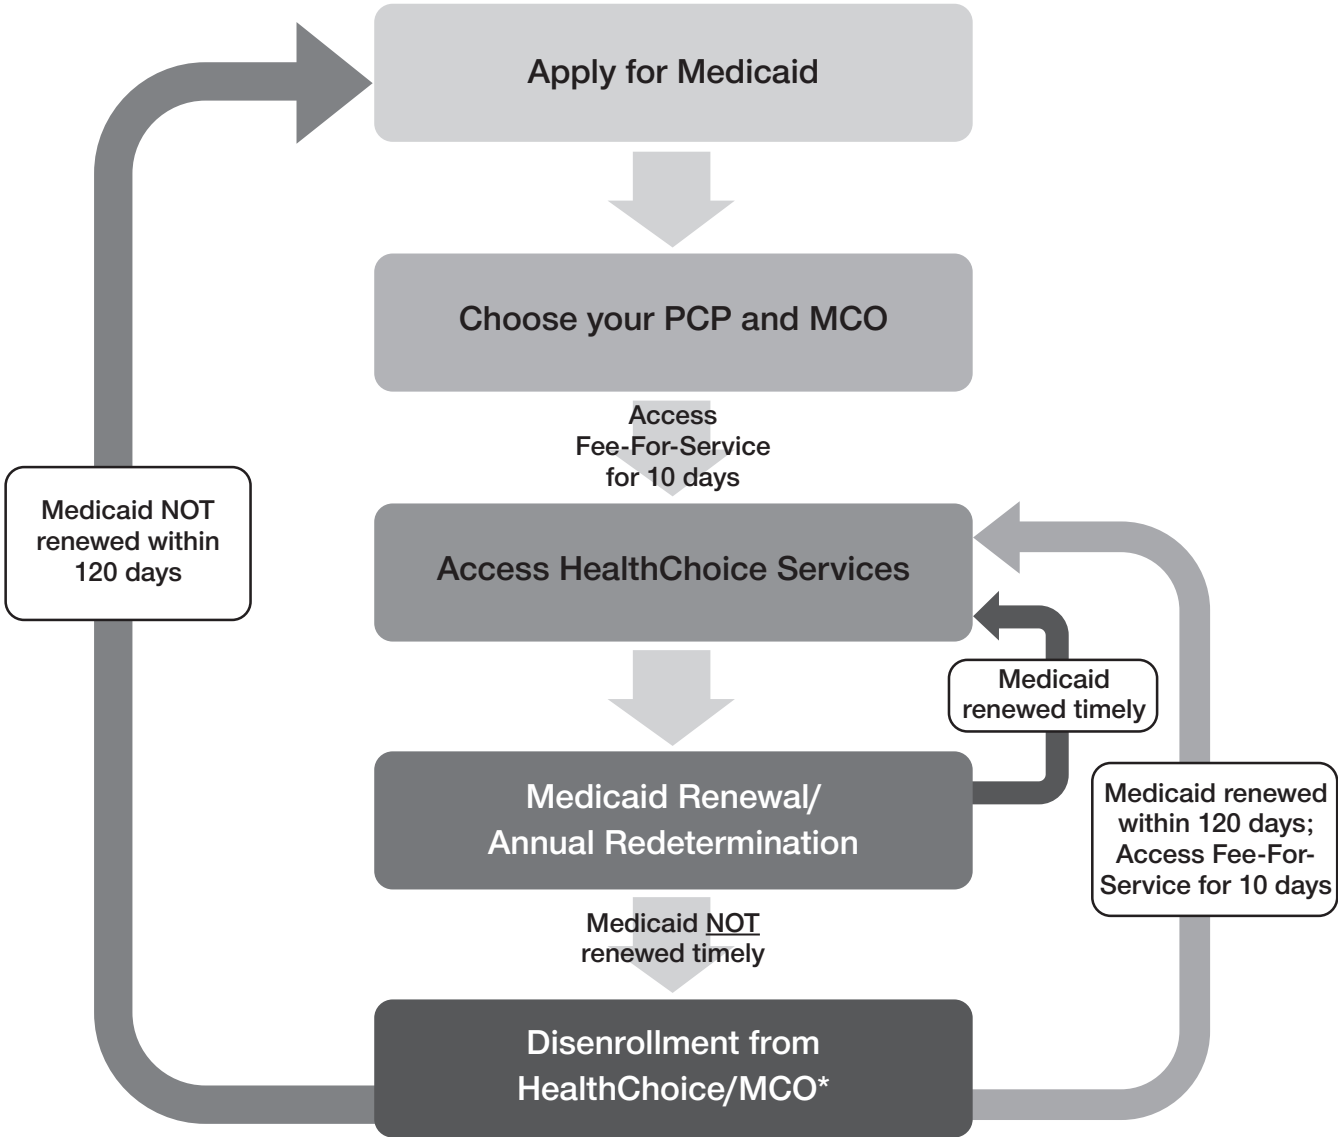 Apply for Medicaid
Choose your PCP and MCO
Access
Fee-For-Service
for 10 days
Medicaid NOT
renewed within
120 days
Access HealthChoice Services
Medicaid
renewed timely
Medicaid Renewal/
Annual Redetermination
Medicaid renewed
within 120 days;
Access Fee-For-
Service for 10 days
Medicaid NOT
renewed timely
Disenrollment from
HealthChoice/MCO*